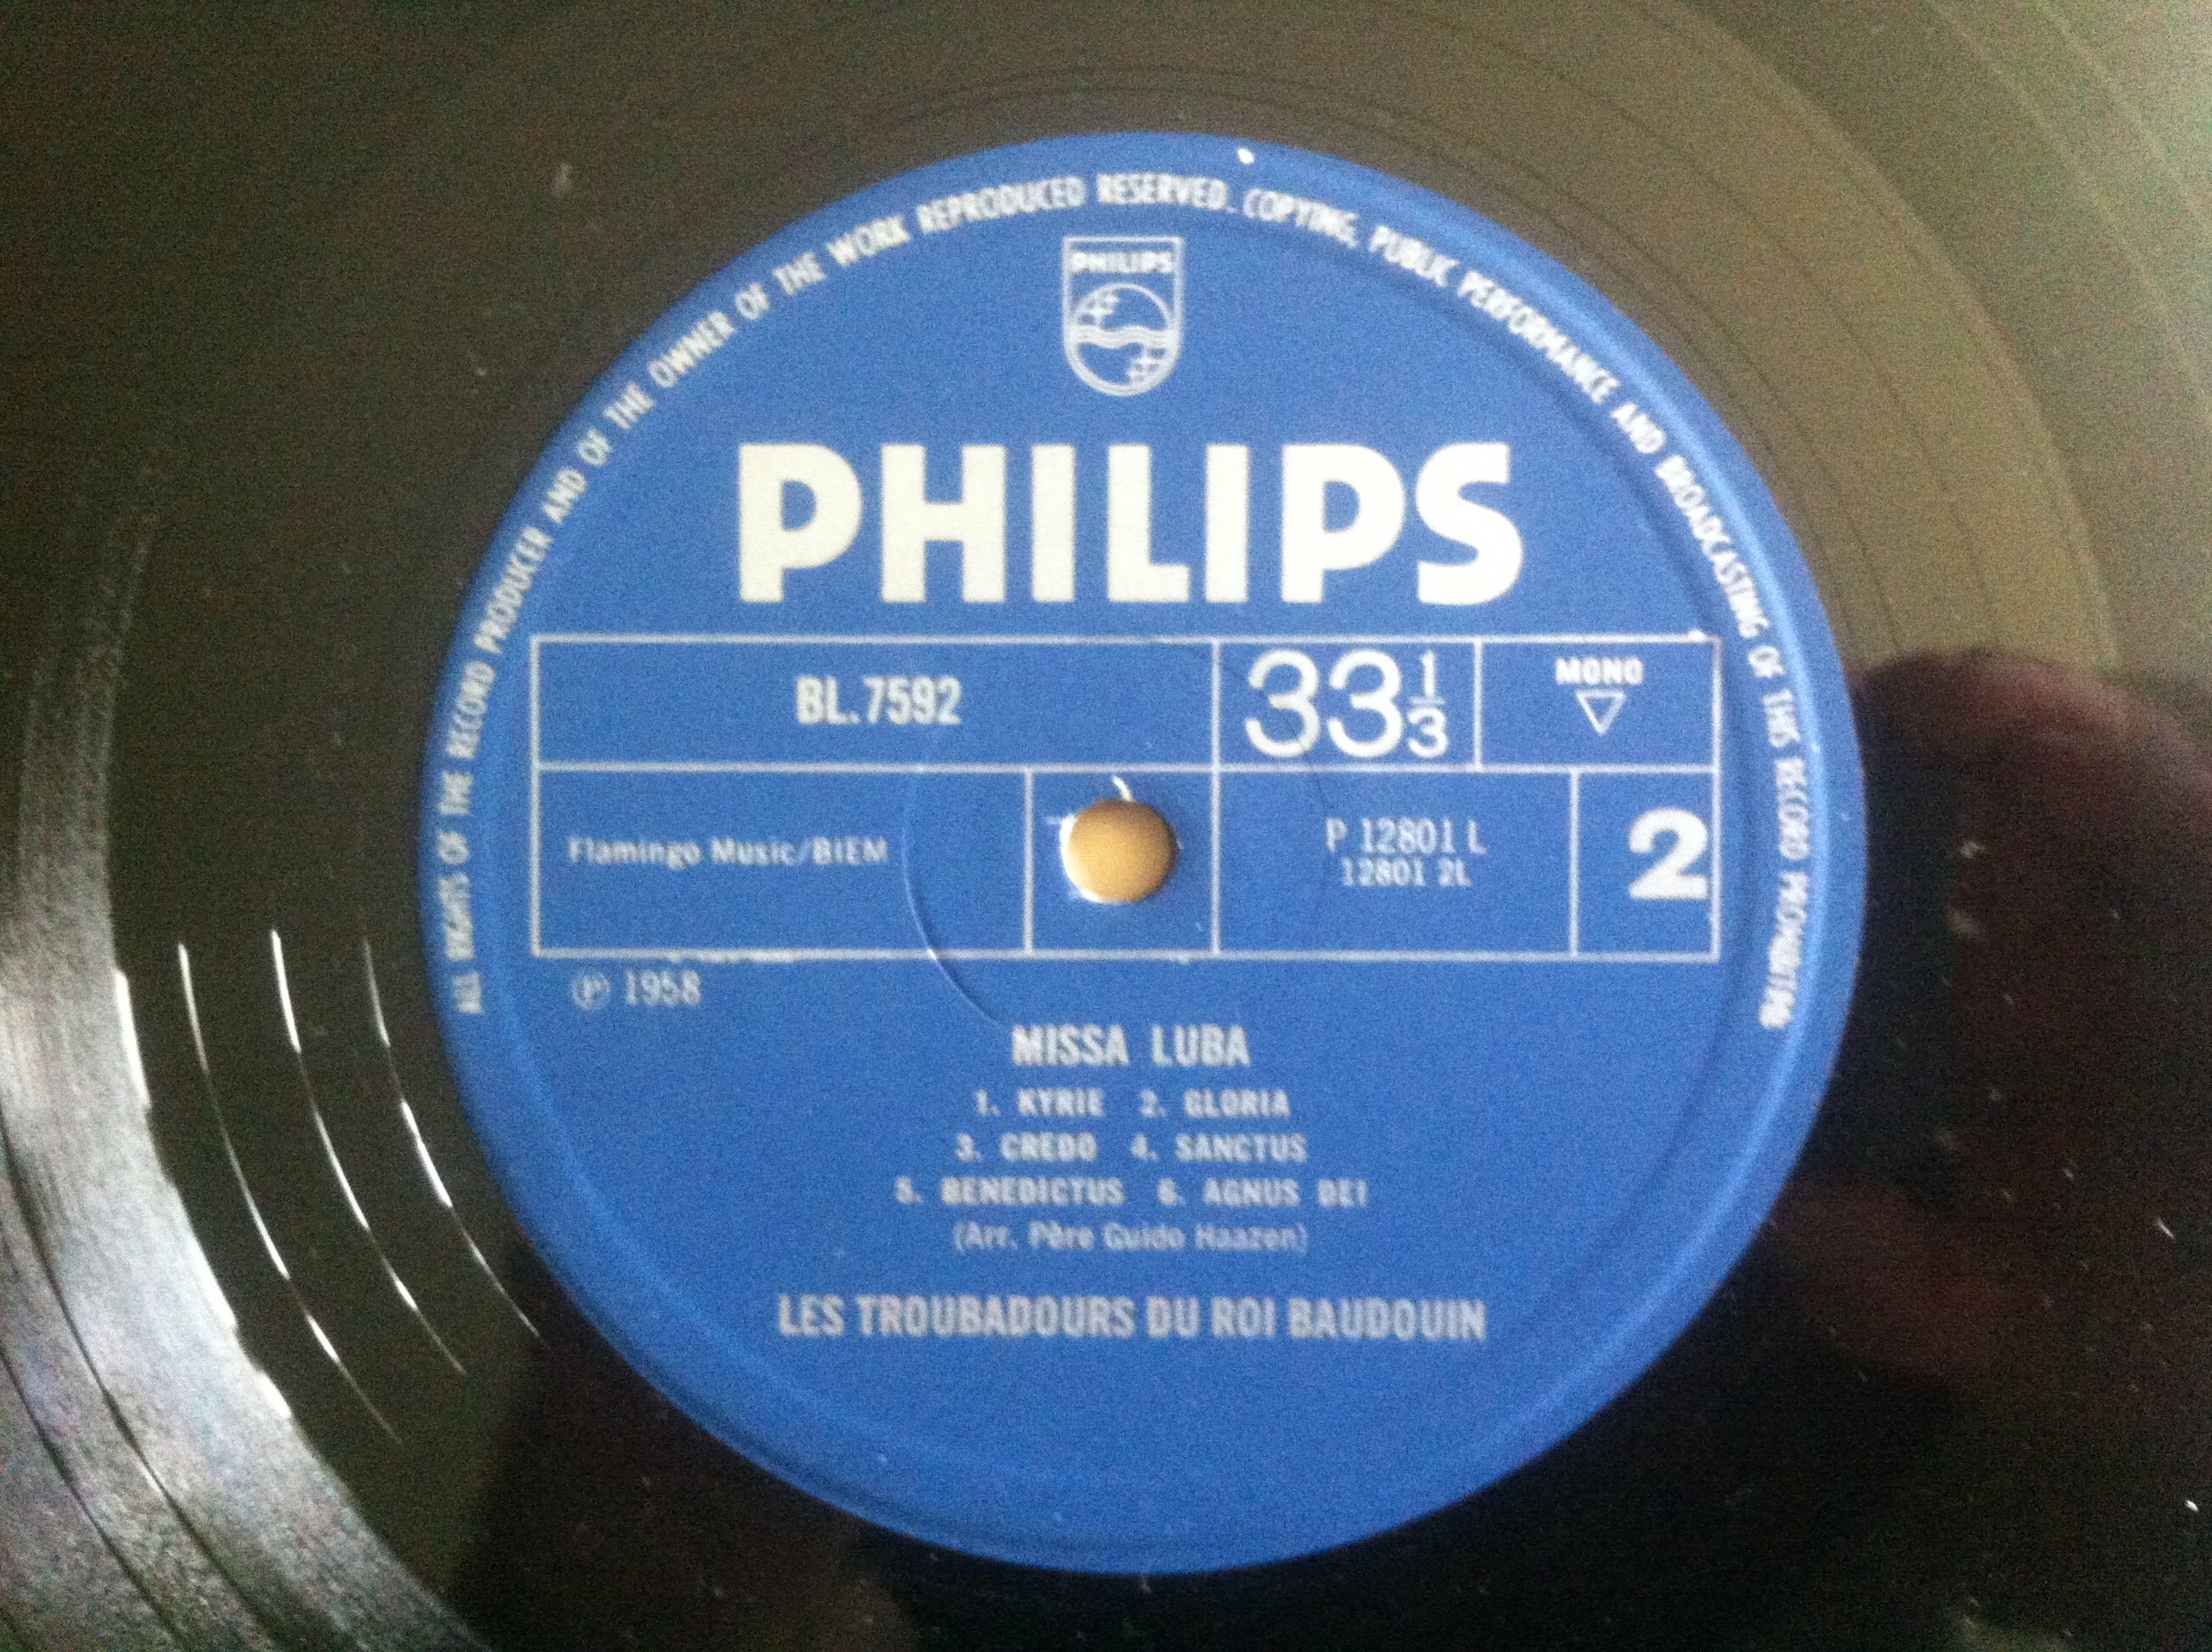 ALL RIGHTS OF THE RECORD PRODUCER AND OF THE OWNER OF THE WORK REPRODUCED RESERVED. COPYING, PUBLIC PERFORMANCE AND BROADCASTING OF THIS RECORD PROHIBITED
PHILIPS
PHILIPS
BL.7592
33 1/3
MONO
Flamingo Music/BIEM
P 12801 L
12801 2L
2
℗ 1958
MISSA LUBA
1. KYRIE 2. GLORIA
3. CREDO 4. SANCTUS
5. BENEDICTUS 6. AGNUS DEI
(Arr. Père Guido Haazen)
LES TROUBADOURS DU ROI BAUDOUIN